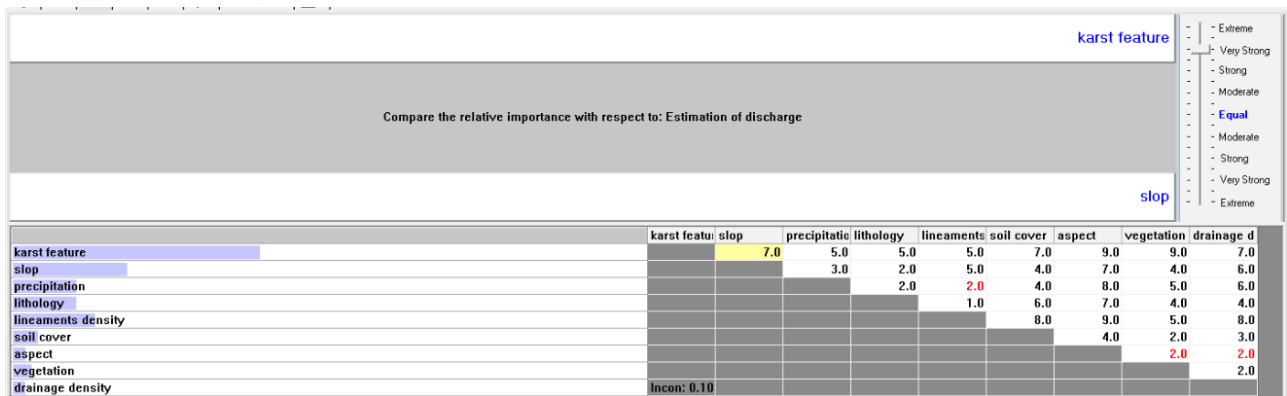 karst feature
Compare the relative importance with respect to: Estimation of discharge
slop
Extreme
Very Strong
Strong
Moderate
Equal
Moderate
Strong
Very Strong
Extreme
karst featur slop precipitatio lithology lineaments soil cover aspect vegetation drainage d
karst feature 7.0 5.0 5.0 5.0 7.0 9.0 9.0 7.0
slop 3.0 2.0 5.0 4.0 7.0 4.0 6.0
precipitation 2.0 2.0 4.0 8.0 5.0 6.0
lithology 1.0 6.0 7.0 4.0 4.0
lineaments density 8.0 9.0 5.0 8.0
soil cover 4.0 2.0 3.0
aspect 2.0 2.0
vegetation 2.0
drainage density Incon: 0.10